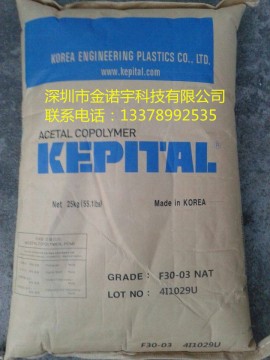 KOREA ENGINEERING PLASTICS CO., LTD.
www.kepital.com
深圳市金诺宇科技有限公司
联系电话：13378992535
ACETAL COPOLYMER
KEPITAL®
Net 25kg(55.1lbs)
Made in KOREA
GRADE: F30-03 NAT
LOT NO: 4I1029U
F30-03 4I1029U